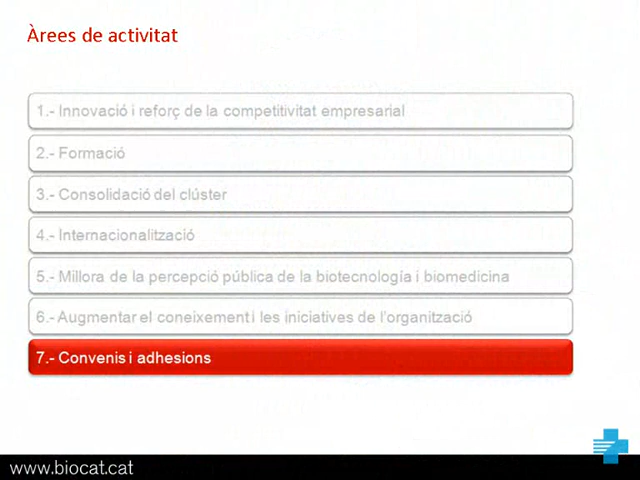 Àrees de activitat
1.- Innovació i reforç de la competitivitat empresarial
2.- Formació
3.- Consolidació del clúster
4.- Internacionalització
5.- Millora de la percepció pública de la biotecnologia i biomedicina
6.- Augmentar el coneixement i les iniciatives de l'organització
7.- Convenis i adhesions
www.biocat.cat